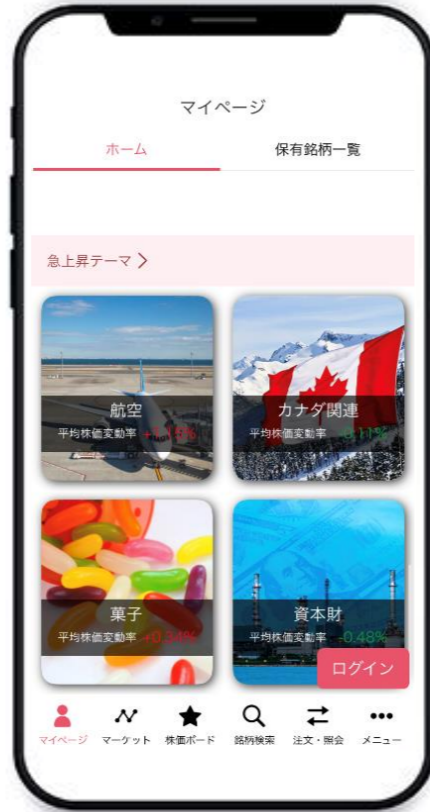 マイページ
ホーム
保有銘柄一覧
急上昇テーマ >
航空
平均株価変動率
カナダ関連
平均株価変動率
菓子
平均株価変動率 +0.34%
資本財
平均株価変動率 -0.48%
ログイン
マイページ
マーケット
株価ボード
銘柄検索
注文・照会
メニュー